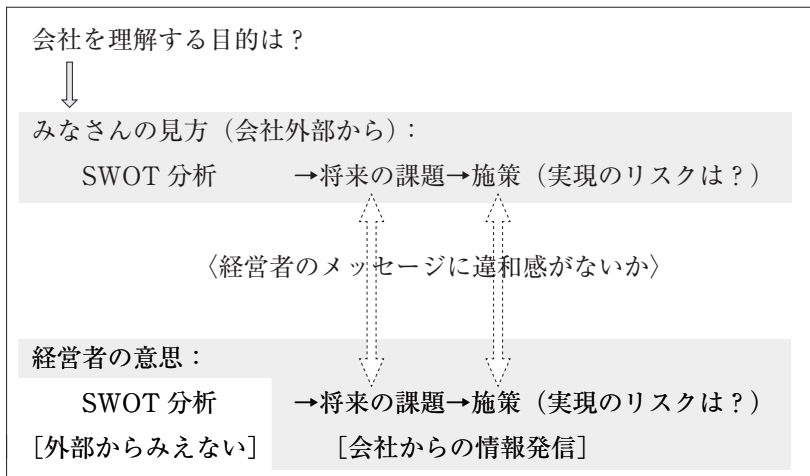 会社を理解する目的は？
みなさんの見方（会社外部から）：
SWOT 分析　→将来の課題→施策（実現のリスクは？）
〈経営者のメッセージに違和感がないか〉
経営者の意思：
SWOT 分析　→将来の課題→施策（実現のリスクは？）
［外部からみえない］　［会社からの情報発信］